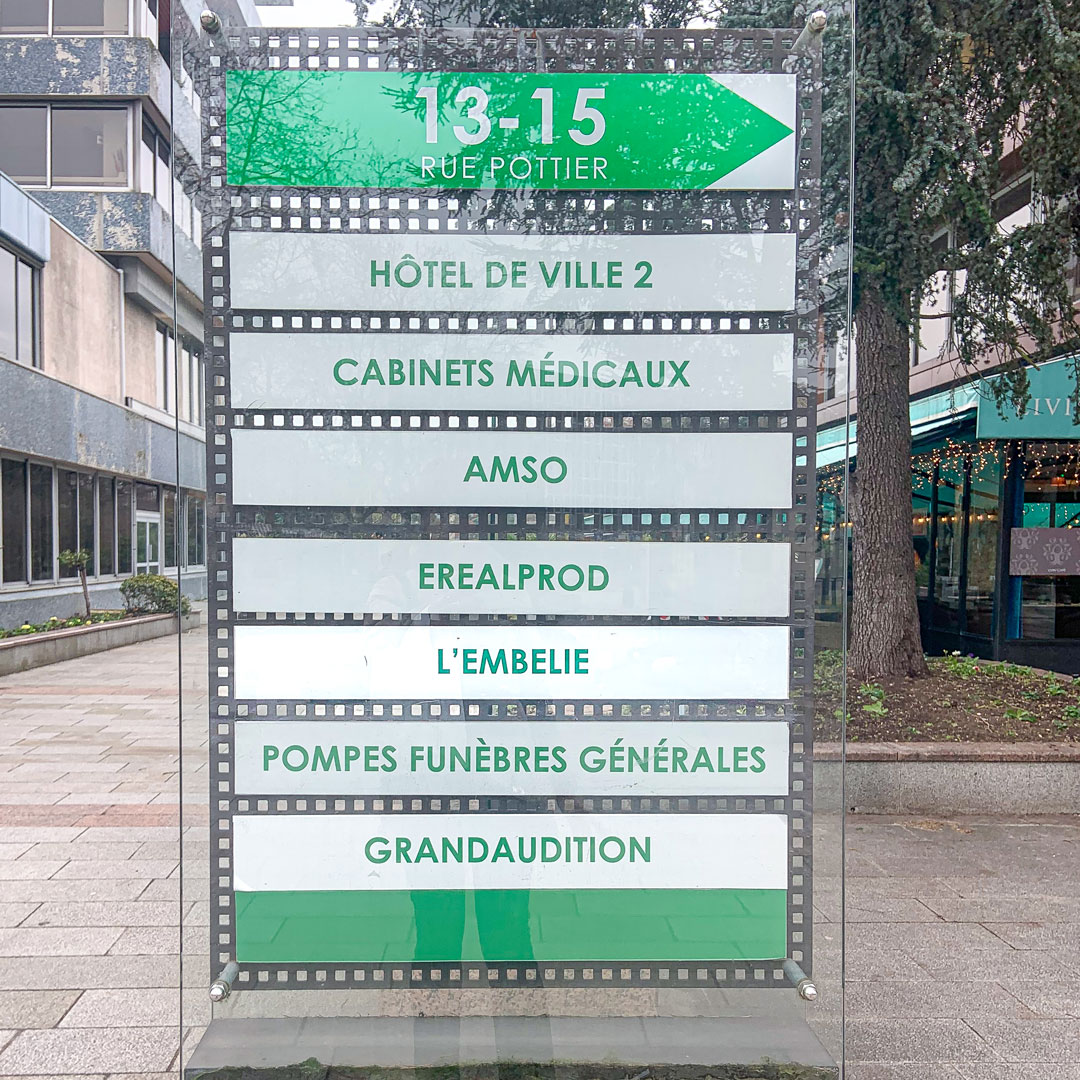 13-15
RUE POTTIER
HÔTEL DE VILLE 2
CABINETS MÉDICAUX
AMSO
EREALPROD
L'EMBELIE
POMPES FUNÈBRES GÉNÉRALES
GRANDAUDITION